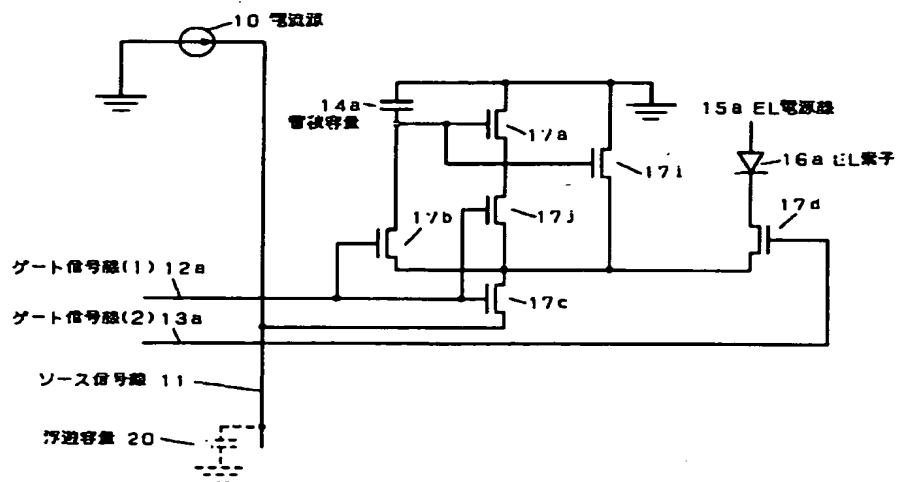 10 電流源
14a
蓄積容量
17a
15a EL電源線
16a EL素子
17i
17j
17d
17b
ゲート信号線(1) 12a
17c
ゲート信号線(2) 13a
ソース信号線 11
浮遊容量 20